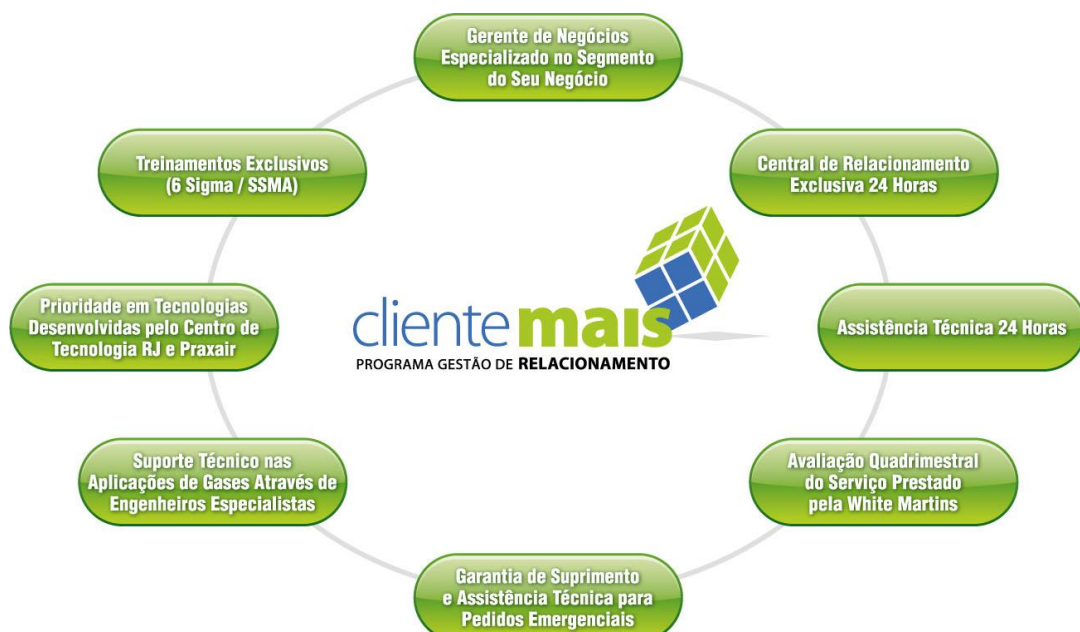 Gerente de Negócios
Especializado no Segmento
do Seu Negócio
Treinamentos Exclusivos
(6 Sigma / SSMA)
Central de Relacionamento
Exclusiva 24 Horas
Prioridade em Tecnologias
Desenvolvidas pelo Centro de
Tecnologia RJ e Praxair
clientemais
PROGRAMA GESTÃO DE RELACIONAMENTO
Assistência Técnica 24 Horas
Suporte Técnico nas
Aplicações de Gases Através de
Engenheiros Especialistas
Avaliação Quadrimestral
do Serviço Prestado
pela White Martins
Garantia de Suprimento
e Assistência Técnica para
Pedidos Emergenciais